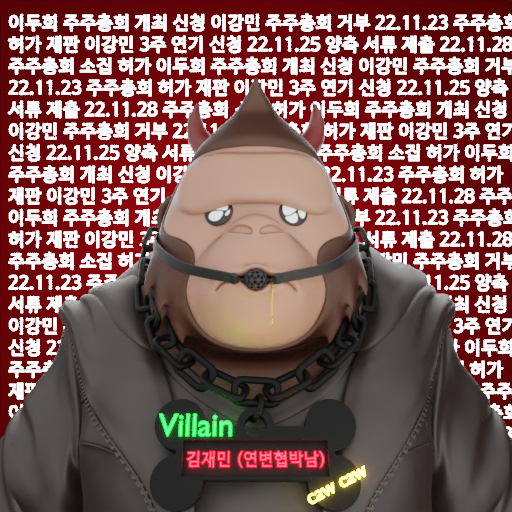 이두희 주주총회 개최 신청 이강민 주주총회 거부 22.11.23 주주총회
허가 재판 이강민 3주 연기 신청 22.11.25 양측 서류 제출 22.11.28
주주총회 소집 허가 이두희 주주총회 개최 신청 이강민 주주총회 거부
22.11.23 주주총회 허가 재판 이강민 3주 연기 신청 22.11.25 양측
서류 제출 22.11.28 주주총회 허가 이두희 주주총회 개최 신청
이강민 주주총회 거부 허가 재판 이강민 3주 연기
신청 22.11.25 양측 서류 주주총회 소집 허가 이두희
주주총회 개최 신청 22.11.23 주주총회 허가
재판 이강민 3주 연기 서류 제출 22.11.28 주주
이두희 주주총회 개최 거부 22.11.23 주주총회
허가 재판 이강민 서류 제출 22.11.28
주주총회 소집 주주총회 거부
22.11.23 22.11.25 양측
서류 제출 개최 신청
이강민 3주 연기
신청 이두희
허가
재판
Villain
김재민 (연변협박남)
caw caw